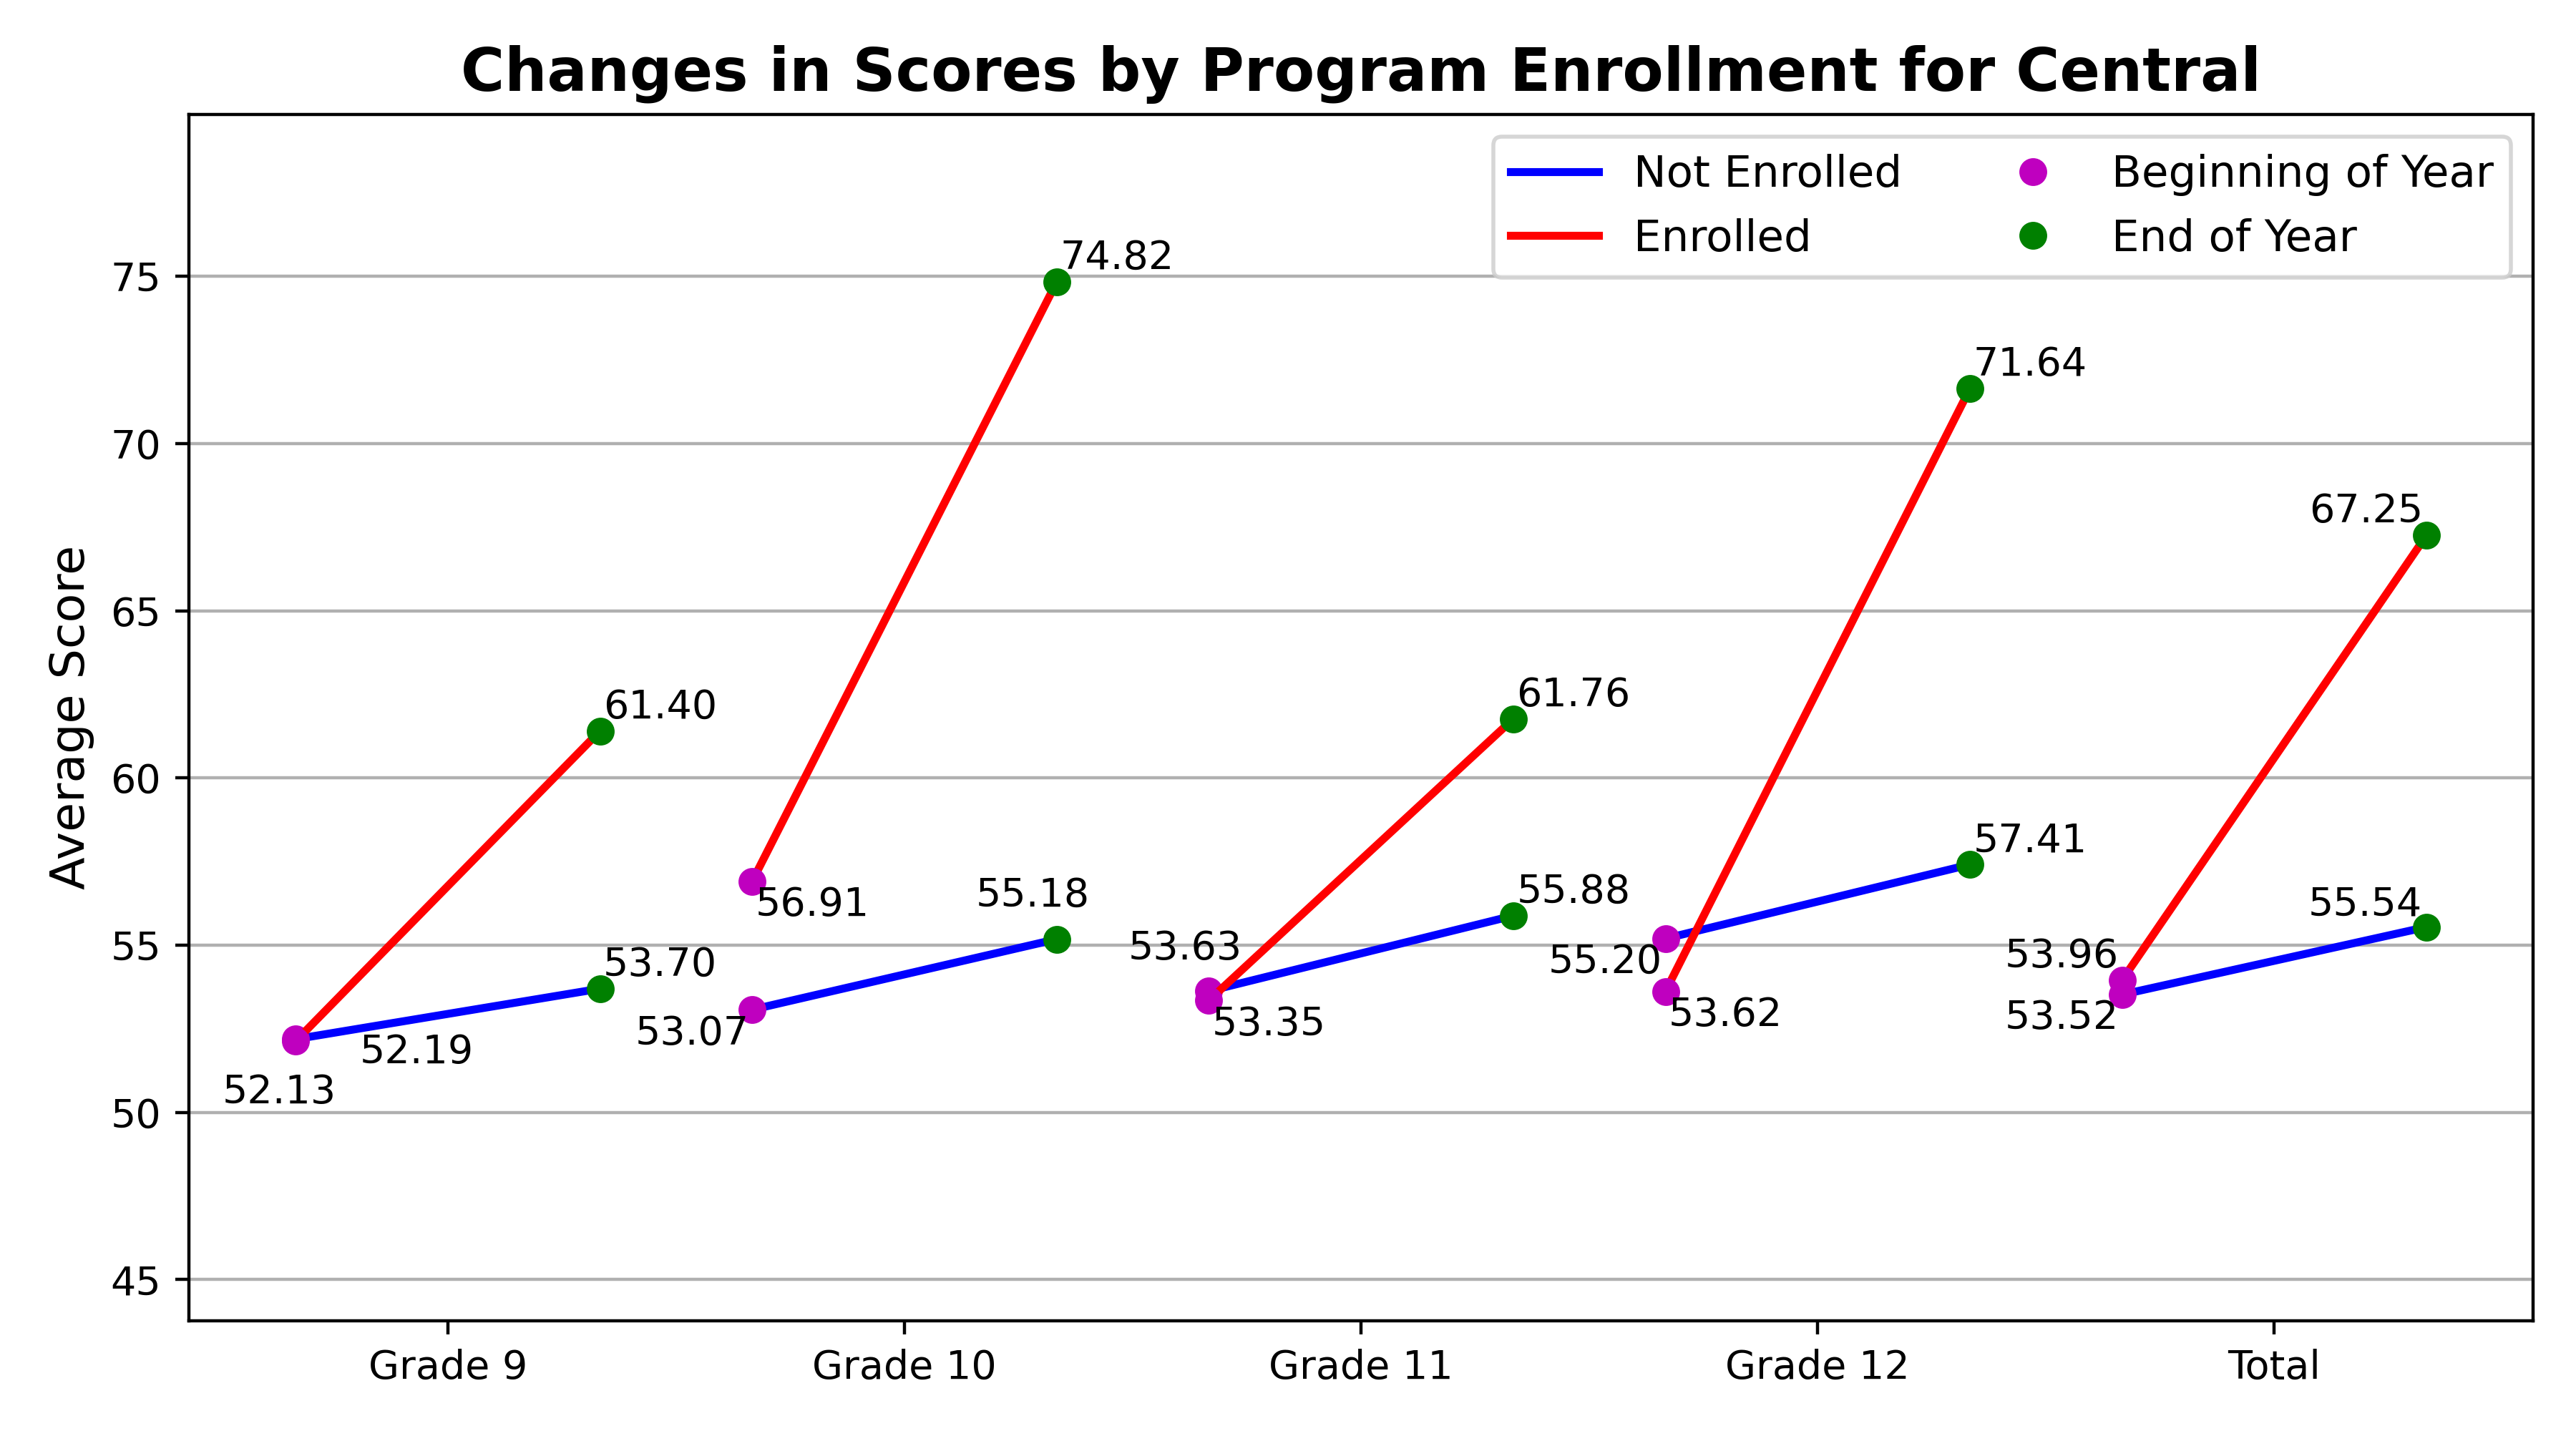 Changes in Scores by Program Enrollment for Central
Not Enrolled
Enrolled
Beginning of Year
End of Year
Average Score
75
70
65
60
55
50
45
74.82
71.64
67.25
61.40
61.76
57.41
56.91
55.18
55.88
55.54
53.70
53.63
55.20
53.96
52.19
53.07
53.35
53.62
53.52
52.13
Grade 9
Grade 10
Grade 11
Grade 12
Total